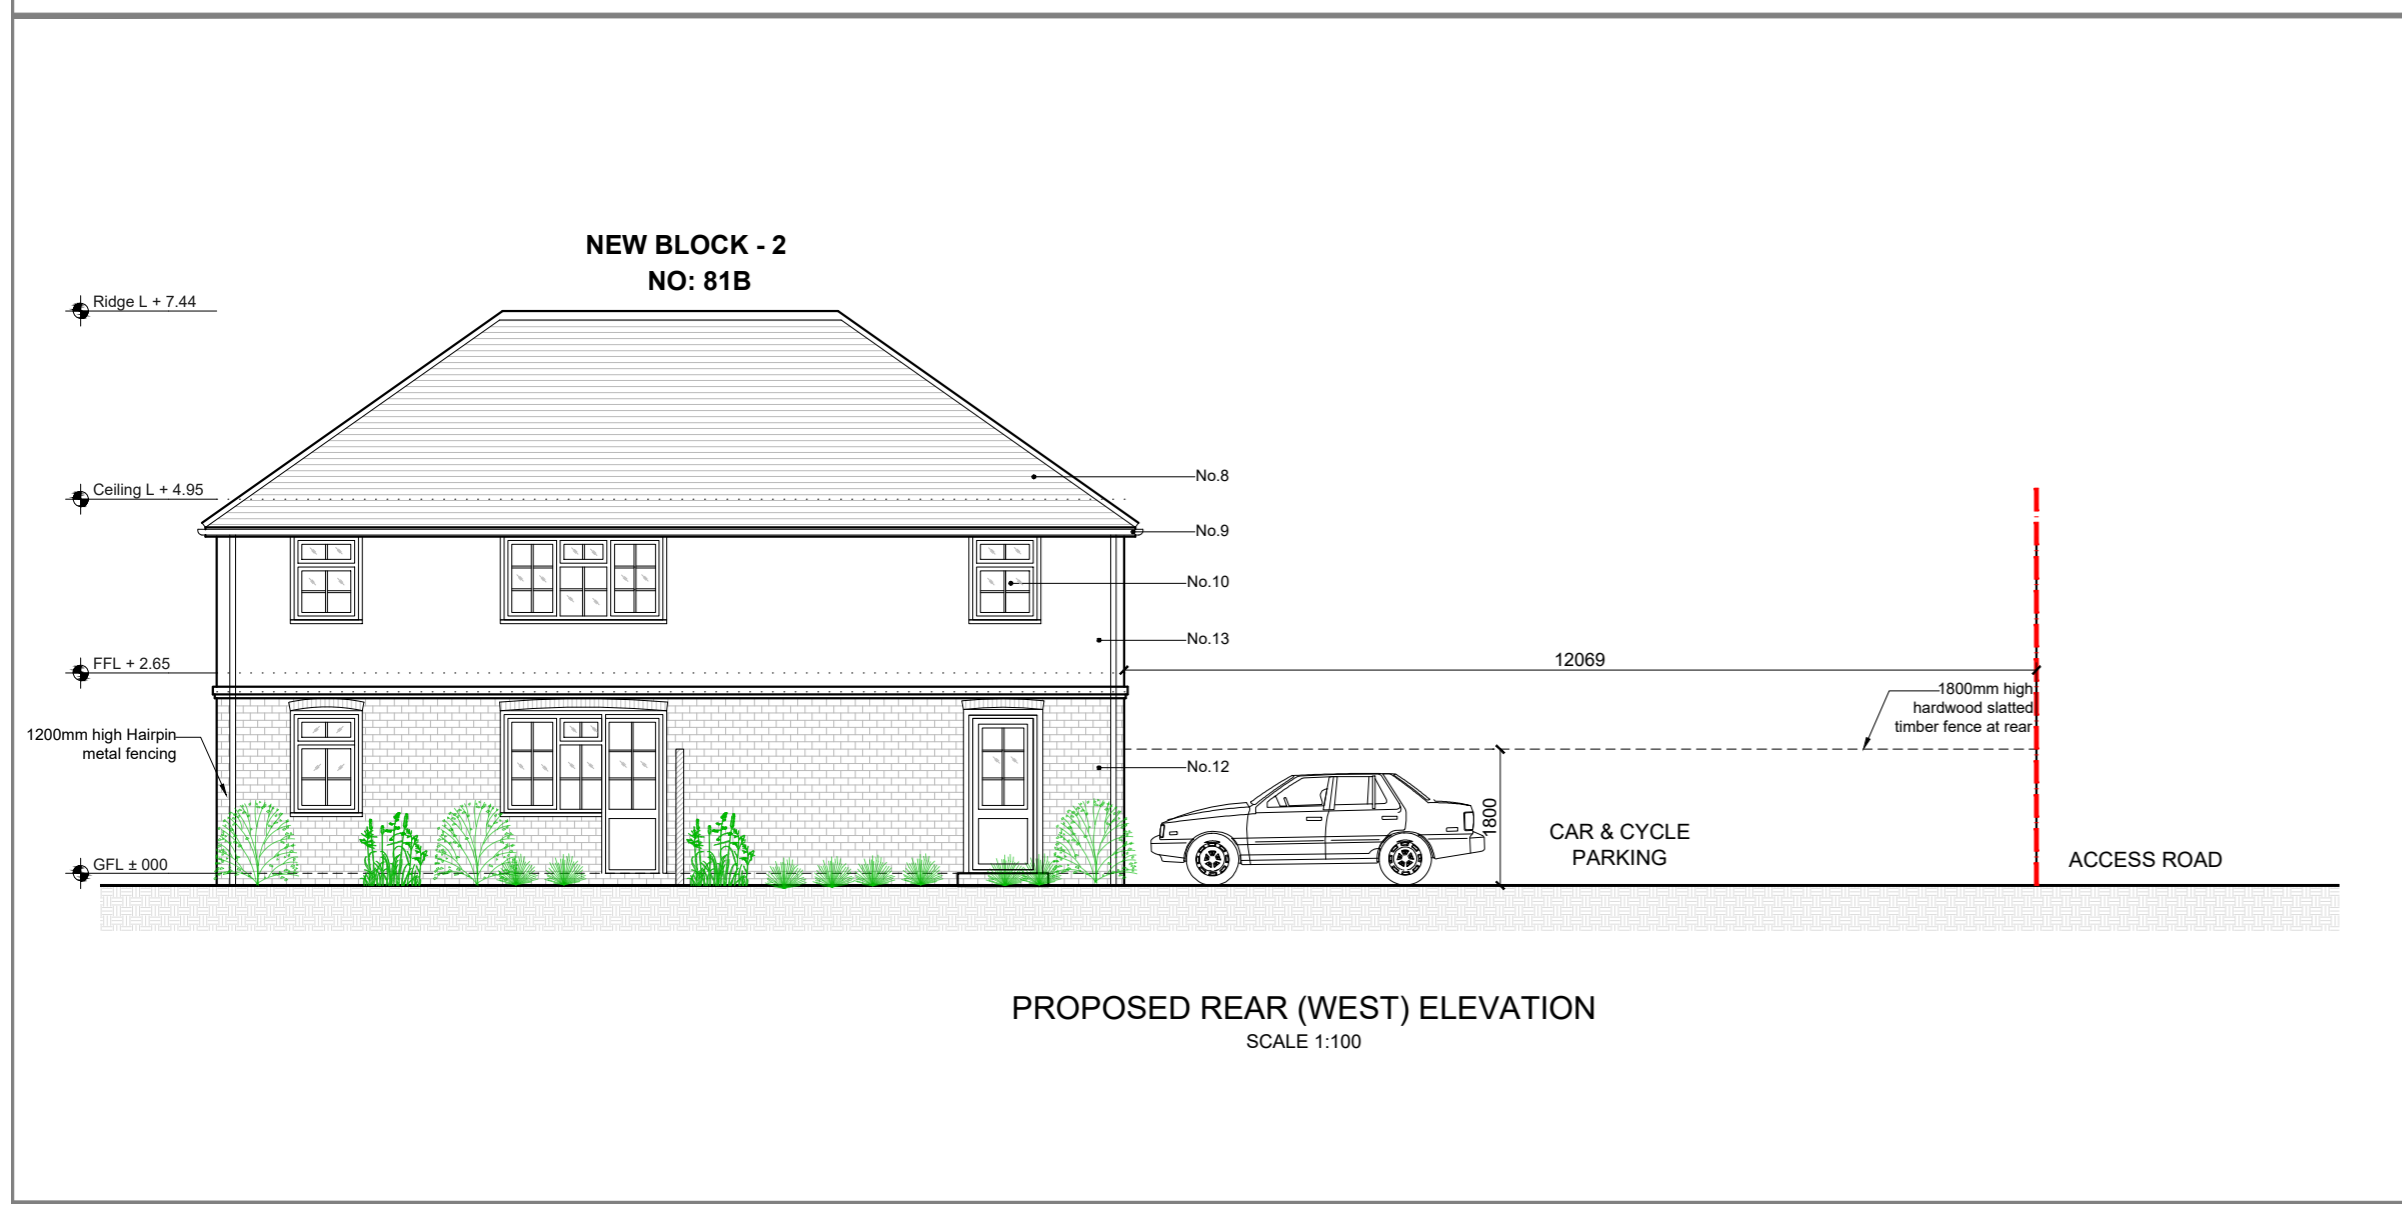 NEW BLOCK - 2
NO: 81B
Ridge L + 7.44
Ceiling L + 4.95
No.8
No.9
No.10
No.13
FFL + 2.65
12069
1800mm high
hardwood slatted
timber fence at rear
1200mm high Hairpin
metal fencing
No.12
1800
CAR & CYCLE
PARKING
GFL ± 000
ACCESS ROAD
PROPOSED REAR (WEST) ELEVATION
SCALE 1:100